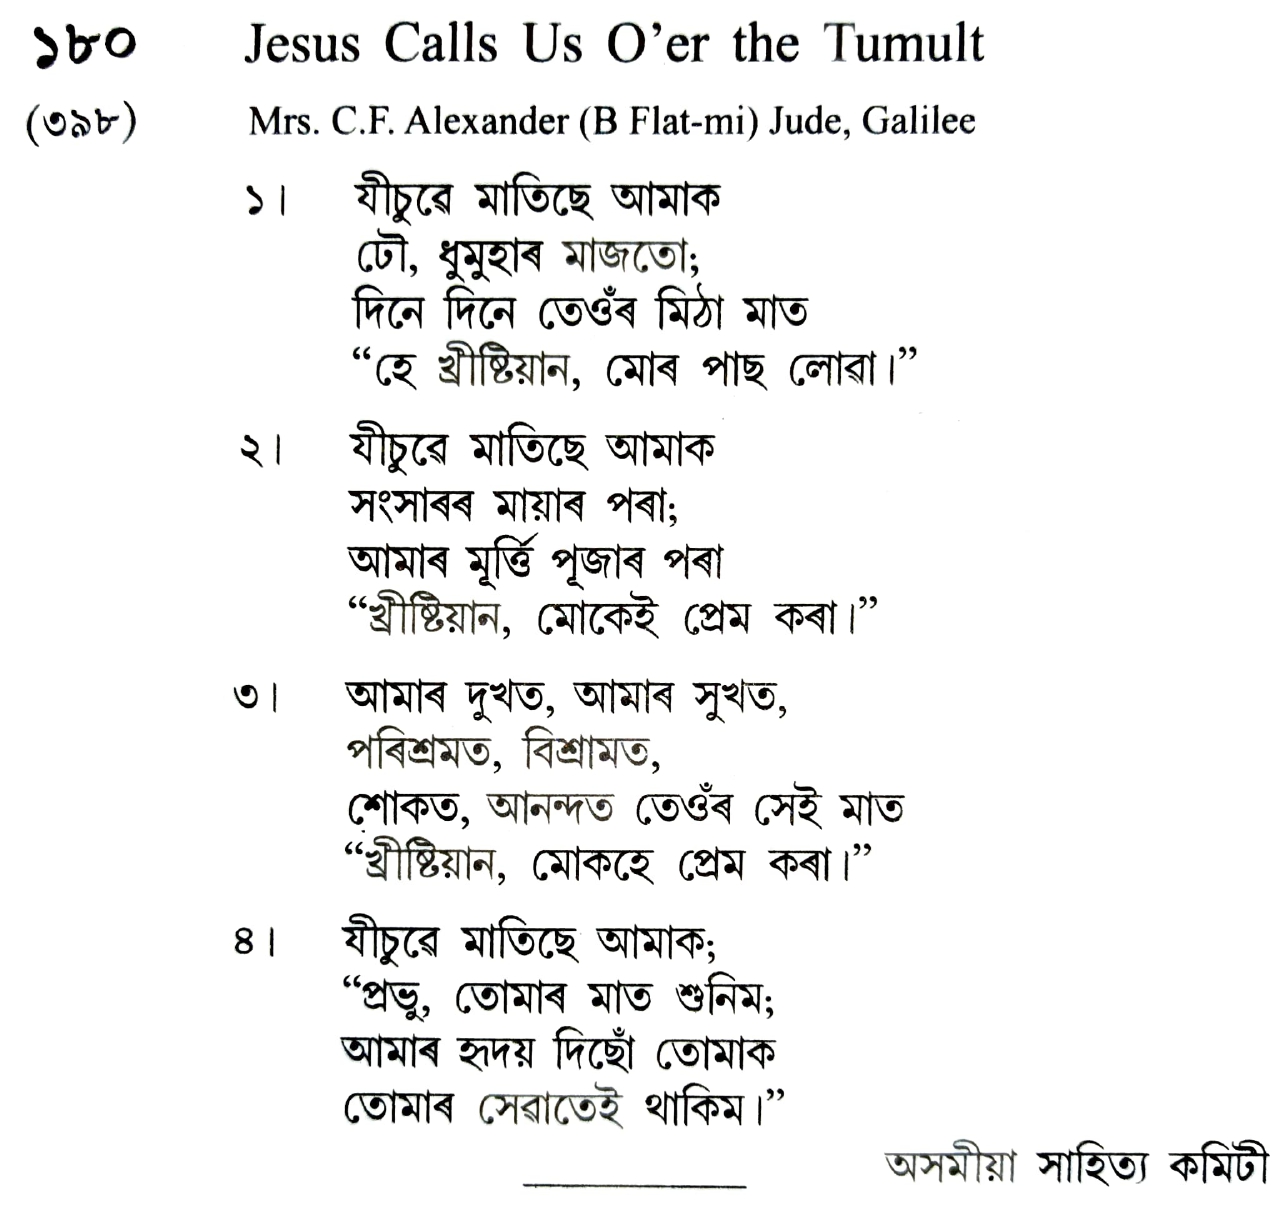 ১৮০ Jesus Calls Us O’er the Tumult
(৩৯৮) Mrs. C.F. Alexander (B Flat-mi) Jude, Galilee
১। যীচুৱে মাতিছে আমাক
ঢৌ, ধুমুহাৰ মাজতো;
দিনে দিনে তেওঁৰ মিঠা মাত
“হে খ্ৰীষ্টিয়ান, মোৰ পাছ লোৱা।”
২। যীচুৱে মাতিছে আমাক
সংসাৰৰ মায়াৰ পৰা;
আমাৰ মূৰ্ত্তি পূজাৰ পৰা
“খ্ৰীষ্টিয়ান, মোকেই প্ৰেম কৰা।”
৩। আমাৰ দুখত, আমাৰ সুখত,
পৰিশ্ৰমত, বিশ্ৰামত,
শোকত, আনন্দত তেওঁৰ সেই মাত
“খ্ৰীষ্টিয়ান, মোকহে প্ৰেম কৰা।”
৪। যীচুৱে মাতিছে আমাক;
“প্ৰভু, তোমাৰ মাত শুনিম;
আমাৰ হৃদয় দিছোঁ তোমাক
তোমাৰ সেৱাতেই থাকিম।”
অসমীয়া সাহিত্য কমিটী